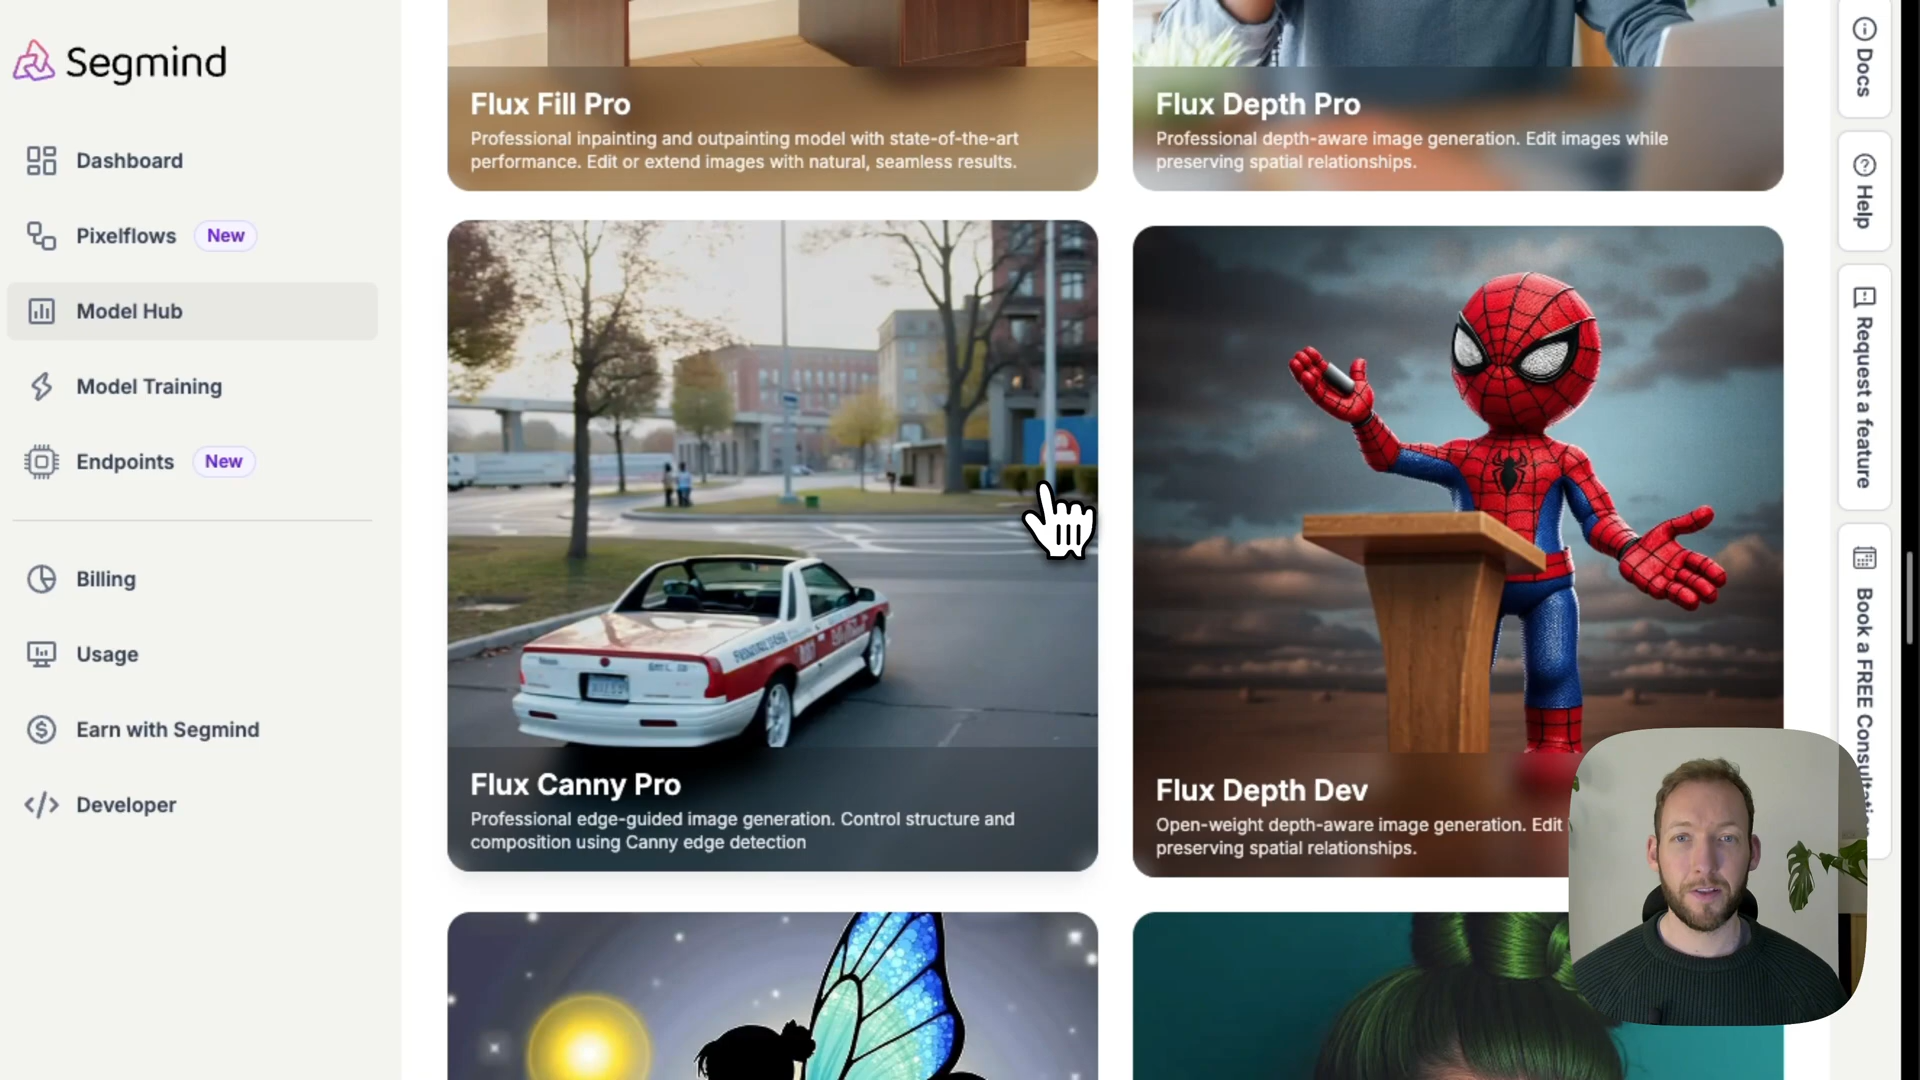 Segmind
Dashboard
Pixelflows New
Model Hub
Model Training
Endpoints New
Billing
Usage
Earn with Segmind
Developer
Flux Fill Pro
Professional inpainting and outpainting model with state-of-the-art
performance. Edit or extend images with natural, seamless results.
Flux Depth Pro
Professional depth-aware image generation. Edit images while
preserving spatial relationships.
Flux Canny Pro
Professional edge-guided image generation. Control structure and
composition using Canny edge detection
Flux Depth Dev
Open-weight depth-aware image generation. Edit
preserving spatial relationships.
Docs
Help
Request a feature
Book a FREE Consultation